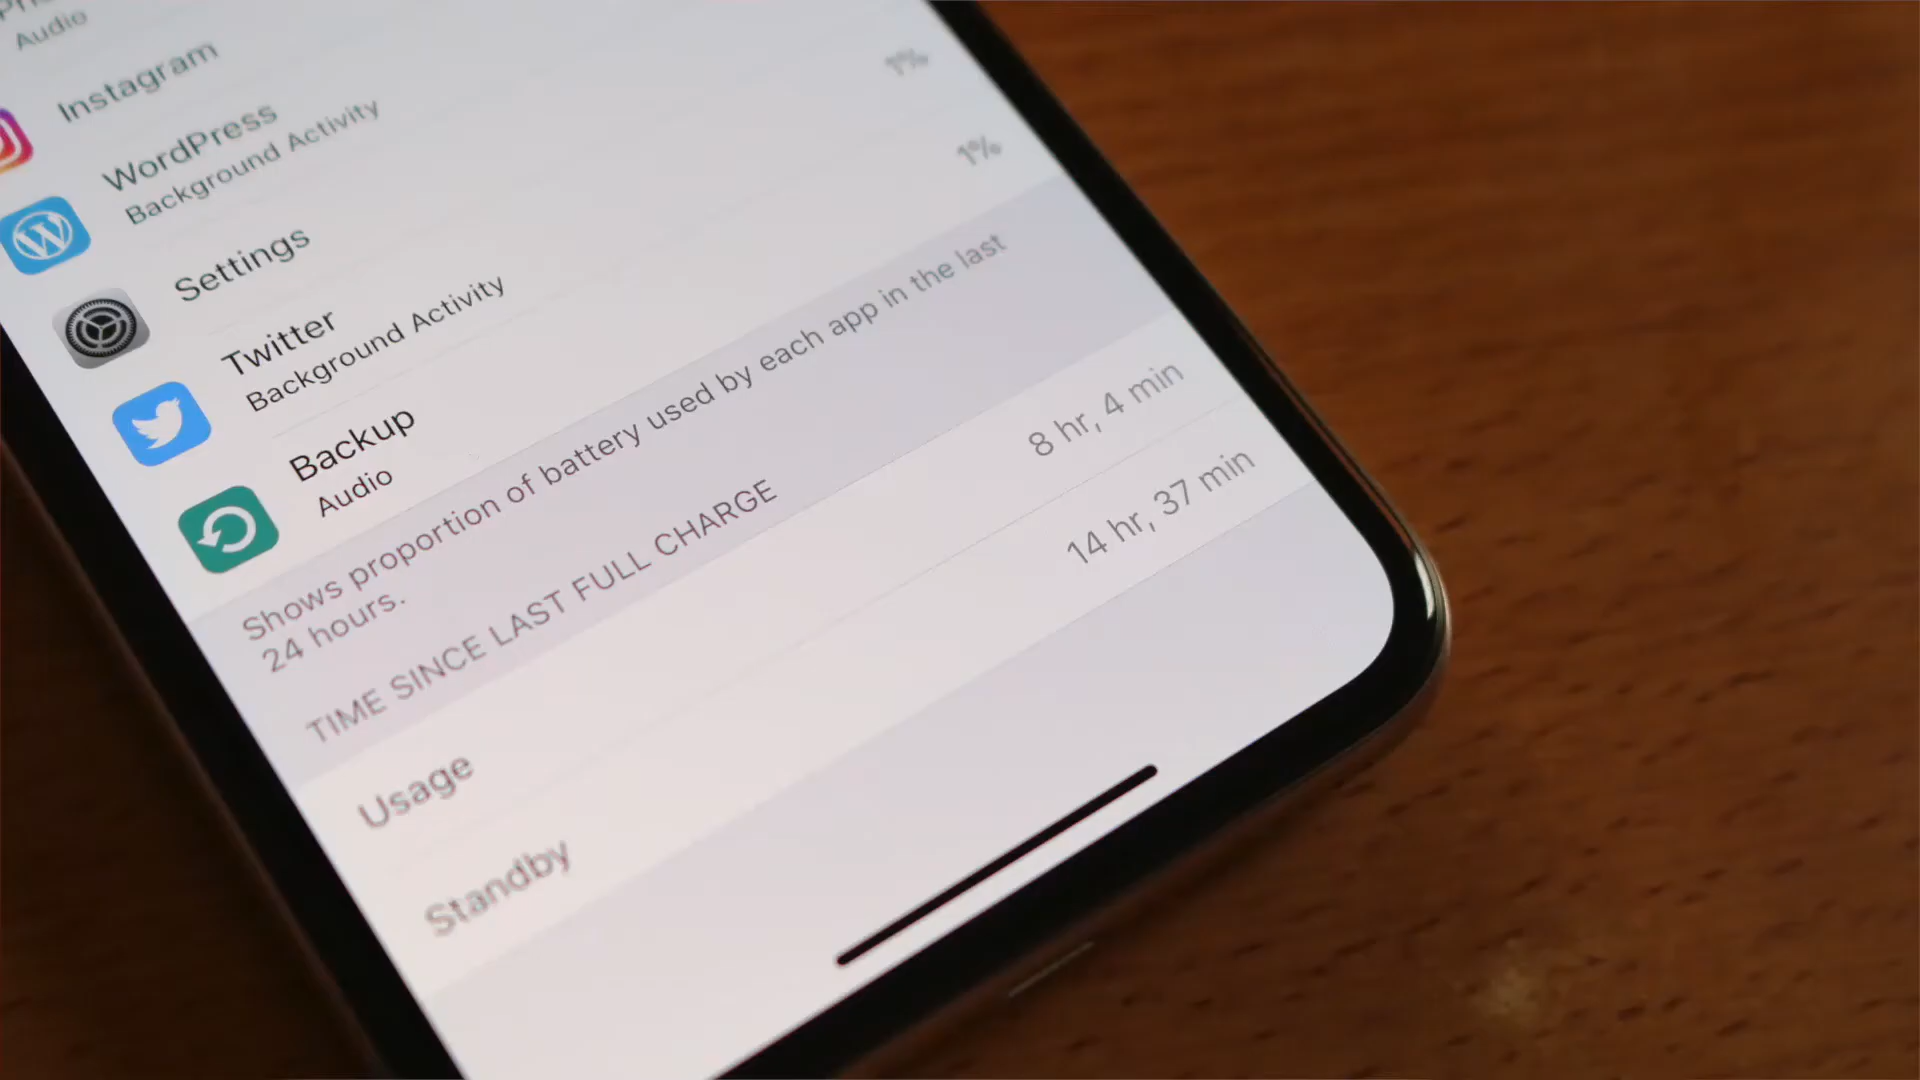 Audio
Instagram
WordPress
Background Activity
1%
Settings
1%
Twitter
Background Activity
Backup
Audio
Shows proportion of battery used by each app in the last
24 hours.
TIME SINCE LAST FULL CHARGE
Usage 8 hr, 4 min
Standby 14 hr, 37 min